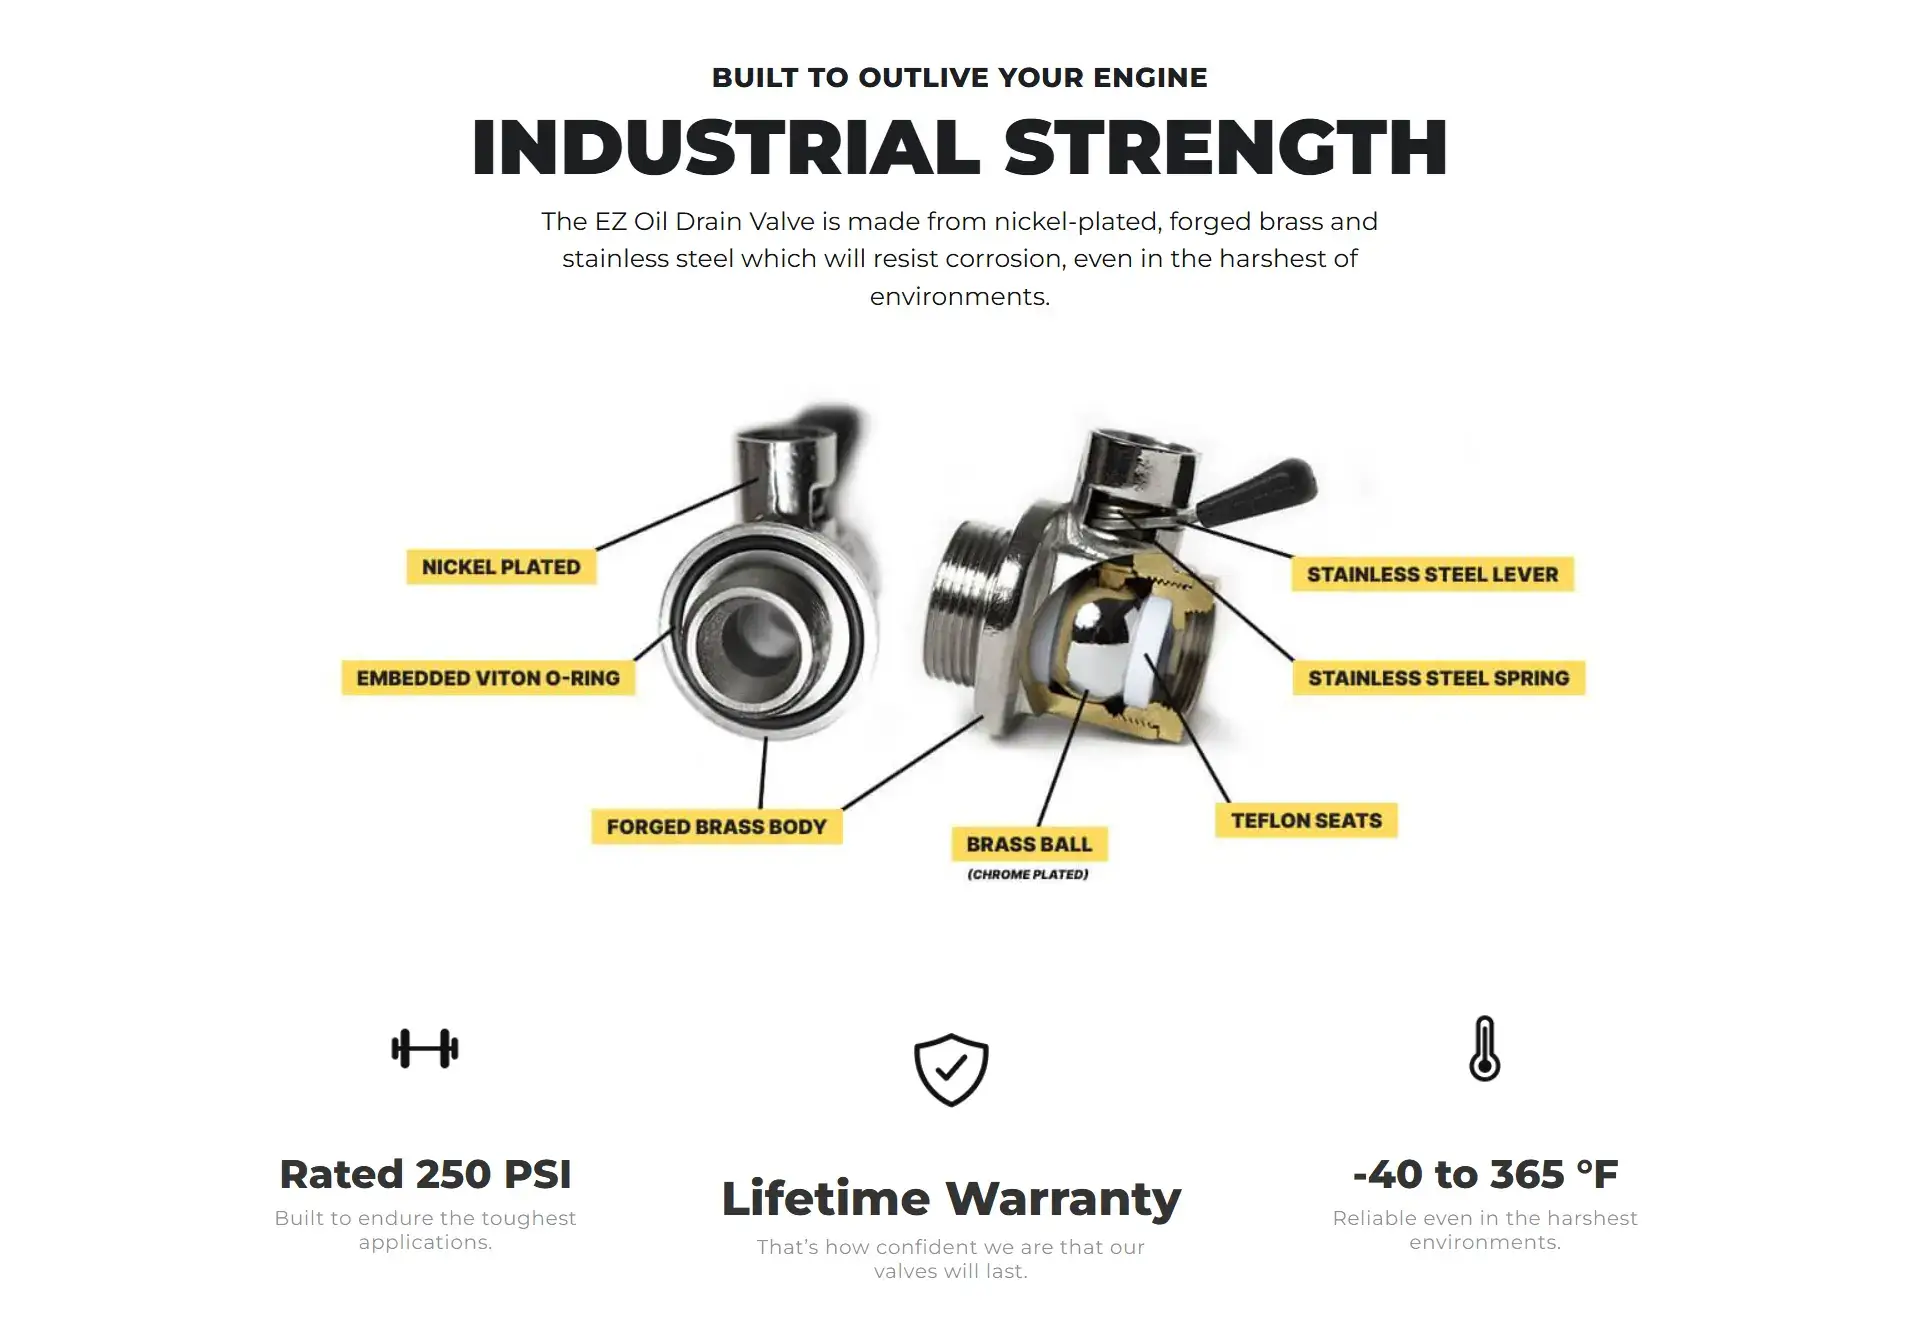 BUILT TO OUTLIVE YOUR ENGINE
INDUSTRIAL STRENGTH
The EZ Oil Drain Valve is made from nickel-plated, forged brass and
stainless steel which will resist corrosion, even in the harshest of
environments.
NICKEL PLATED
STAINLESS STEEL LEVER
EMBEDDED VITON O-RING
STAINLESS STEEL SPRING
FORGED BRASS BODY
TEFLON SEATS
BRASS BALL
(CHROME PLATED)
Rated 250 PSI
Built to endure the toughest
applications.
Lifetime Warranty
That’s how confident we are that our
valves will last.
-40 to 365 °F
Reliable even in the harshest
environments.